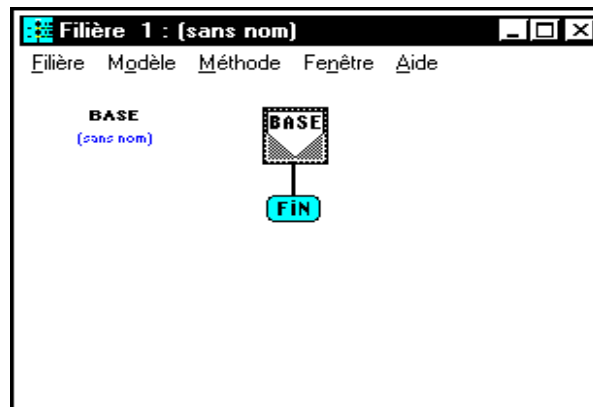 Filière 1 : (sans nom)
Filière Modèle Méthode Fenêtre Aide
BASE
(sans nom)
BASE
FiN